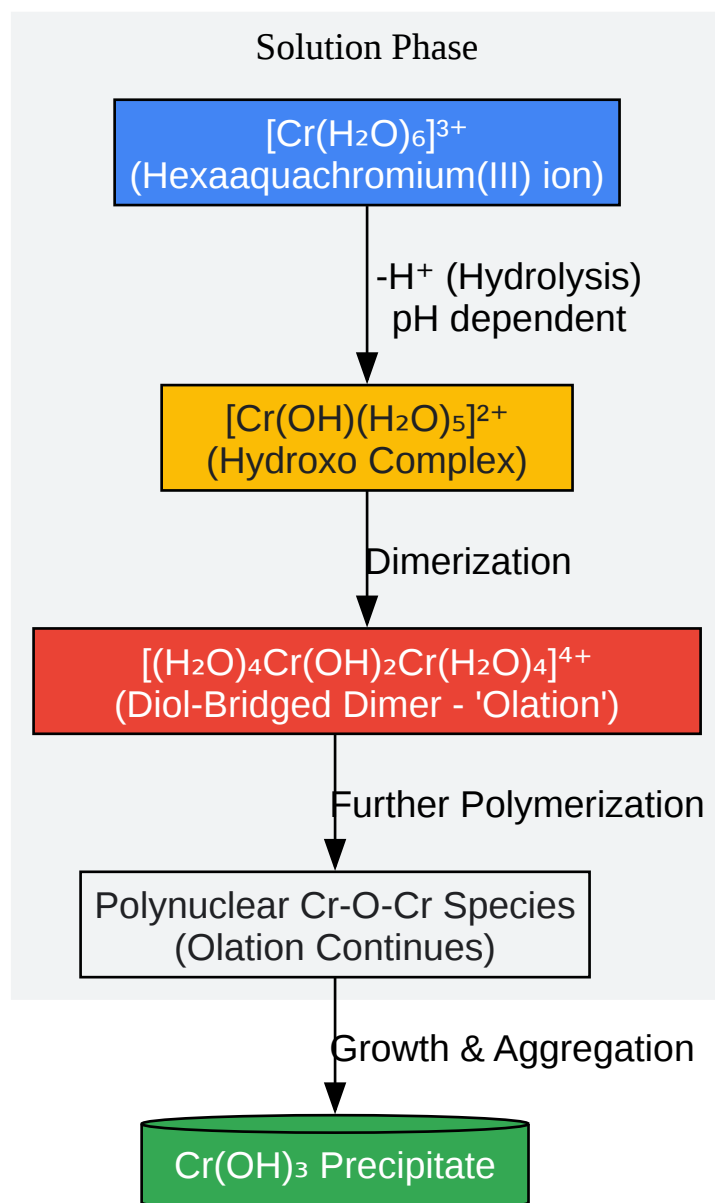 Solution Phase
[Cr(H₂O)₆]³⁺
(Hexaaquachromium(III) ion)
-H⁺ (Hydrolysis)
pH dependent
[Cr(OH)(H₂O)₅]²⁺
(Hydroxo Complex)
Dimerization
[(H₂O)₄Cr(OH)₂Cr(H₂O)₄]⁴⁺
(Diol-Bridged Dimer - 'Olation')
Further Polymerization
Polynuclear Cr-O-Cr Species
(Olation Continues)
Growth & Aggregation
Cr(OH)₃ Precipitate